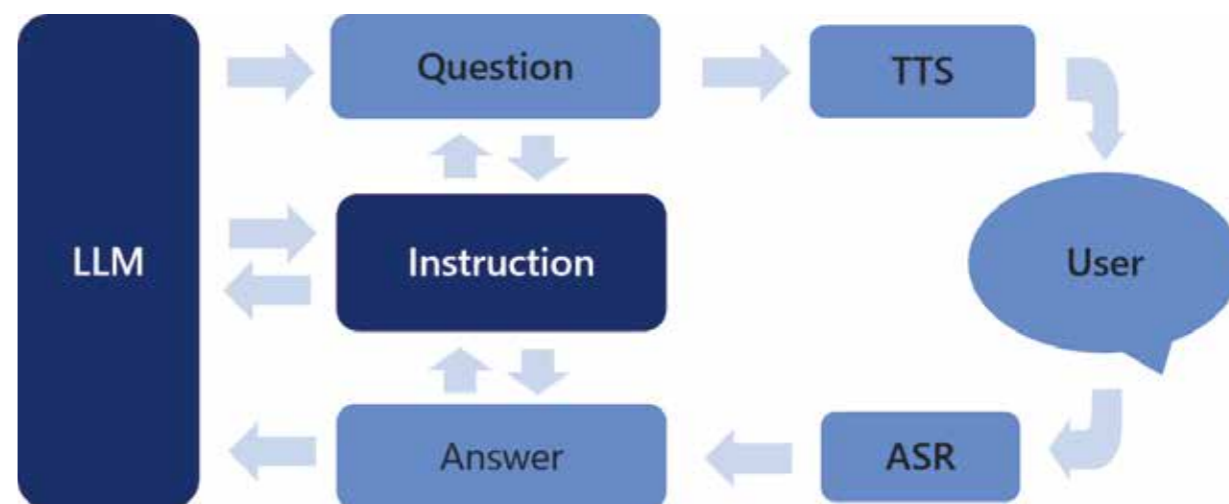 Question
TTS
LLM
Instruction
User
Answer
ASR